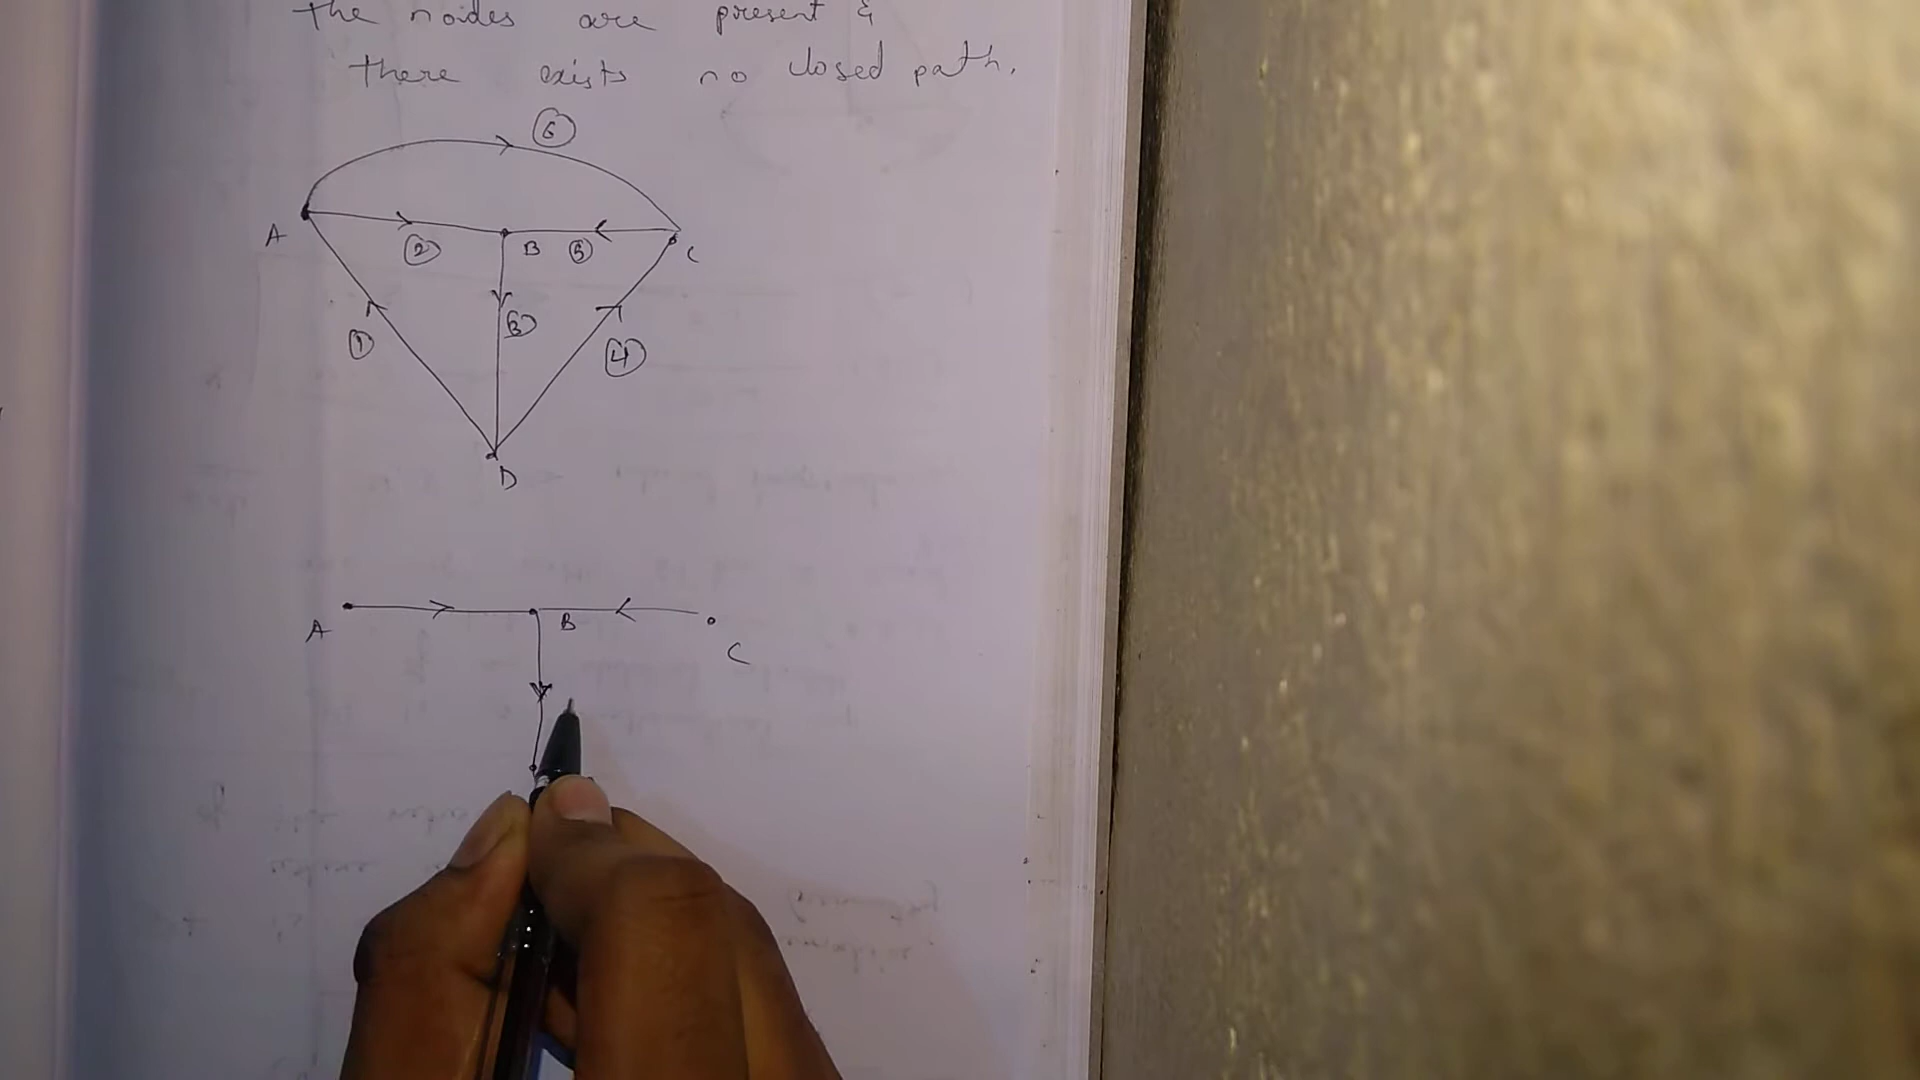 the nodes are present &
there exists no closed path.
6
A 2 B 5 C
1 3 4
D
A B C